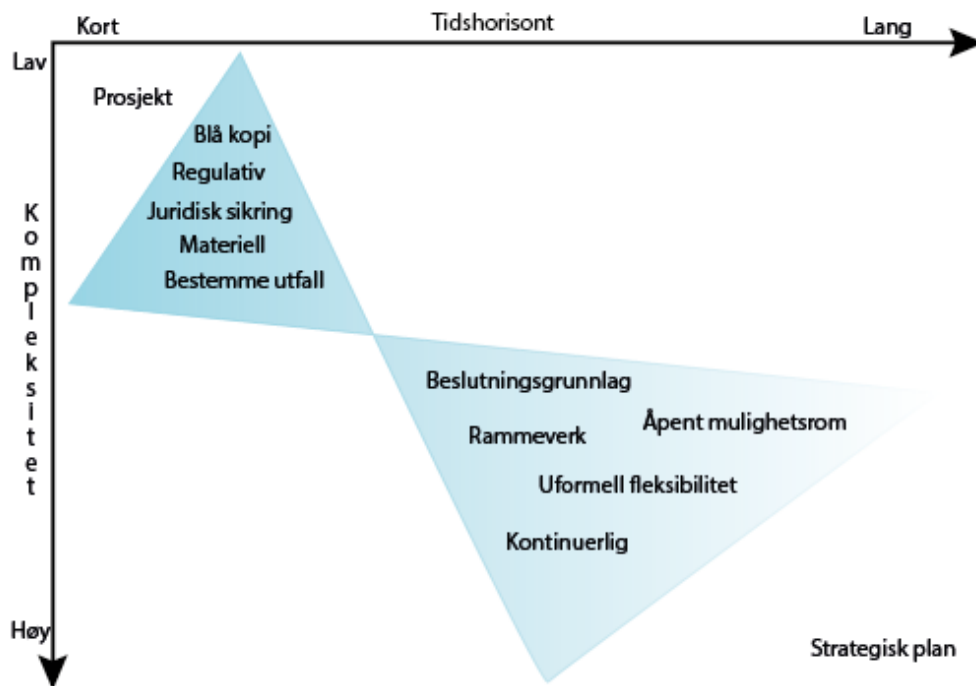 Kort
Tidshorisont
Lang
Lav
Prosjekt
Blå kopi
Regulativ
Juridisk sikring
Materiell
Bestemme utfall
Kompleksitet
Beslutningsgrunnlag
Åpent mulighetsrom
Rammeverk
Uformell fleksibilitet
Kontinuerlig
Høy
Strategisk plan